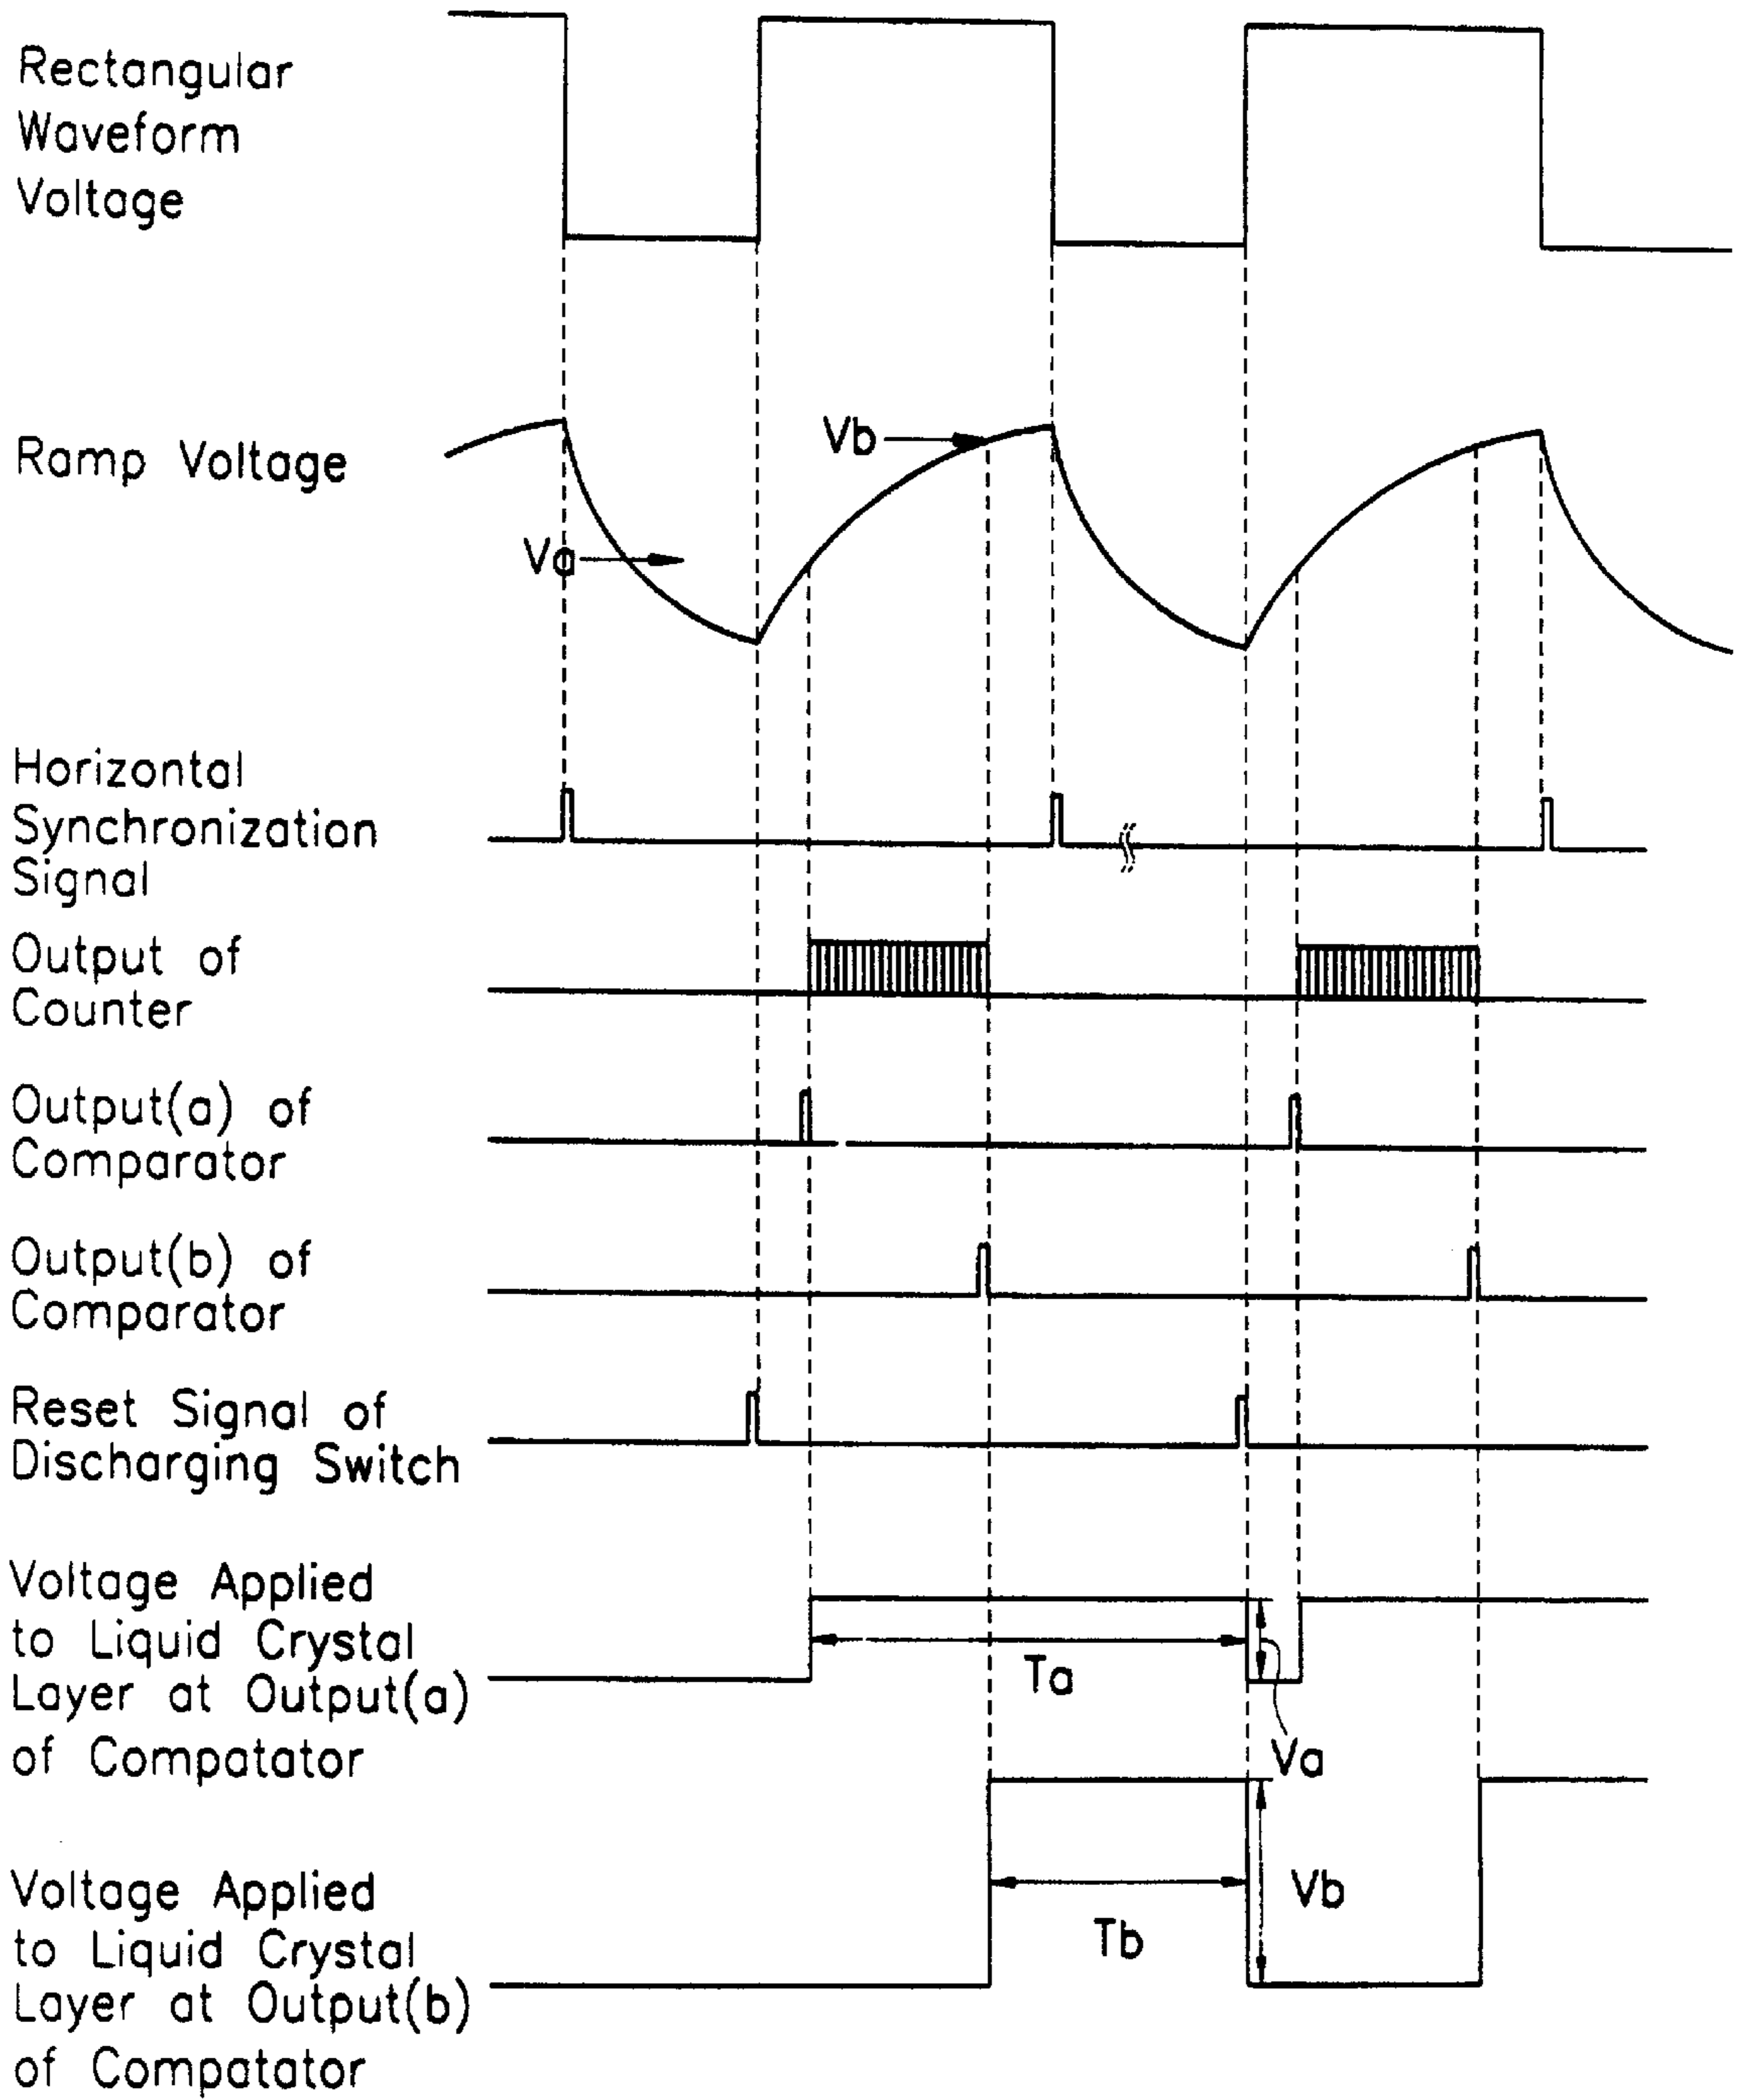 Rectangular
Waveform
Voltage
Ramp Voltage
Vb
Va
Horizontal
Synchronization
Signal
Output of
Counter
Output(a) of
Comparator
Output(b) of
Comparator
Reset Signal of
Discharging Switch
Voltage Applied
to Liquid Crystal
Layer at Output(a)
of Compatator
Ta
Va
Voltage Applied
to Liquid Crystal
Layer at Output(b)
of Compatator
Tb
Vb